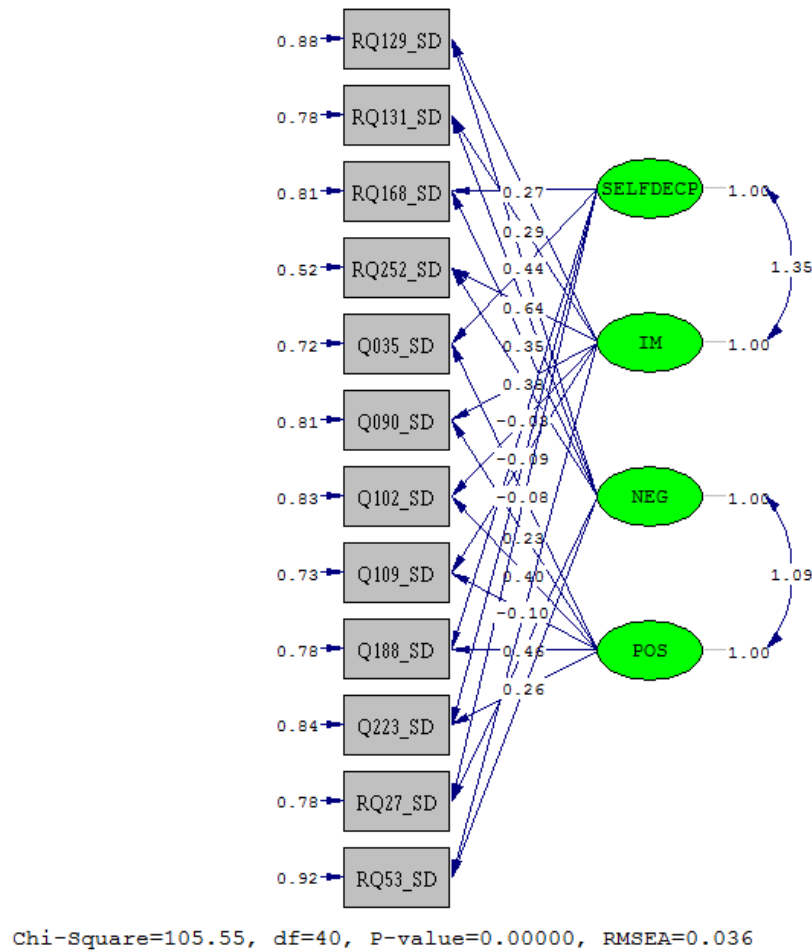 0.88 RQ129_SD
0.78 RQ131_SD
0.81 RQ168_SD
0.52 RQ252_SD
0.72 Q035_SD
0.81 Q090_SD
0.83 Q102_SD
0.73 Q109_SD
0.78 Q188_SD
0.84 Q223_SD
0.78 RQ27_SD
0.92 RQ53_SD
0.27
0.29
0.44
0.64
0.35
-0.09
-0.08
0.23
0.40
-0.10
0.46
0.26
SELFDECP 1.00
1.35
IM 1.00
NEG 1.00
1.09
POS 1.00
Chi-Square=105.55, df=40, P-value=0.00000, RMSEA=0.036